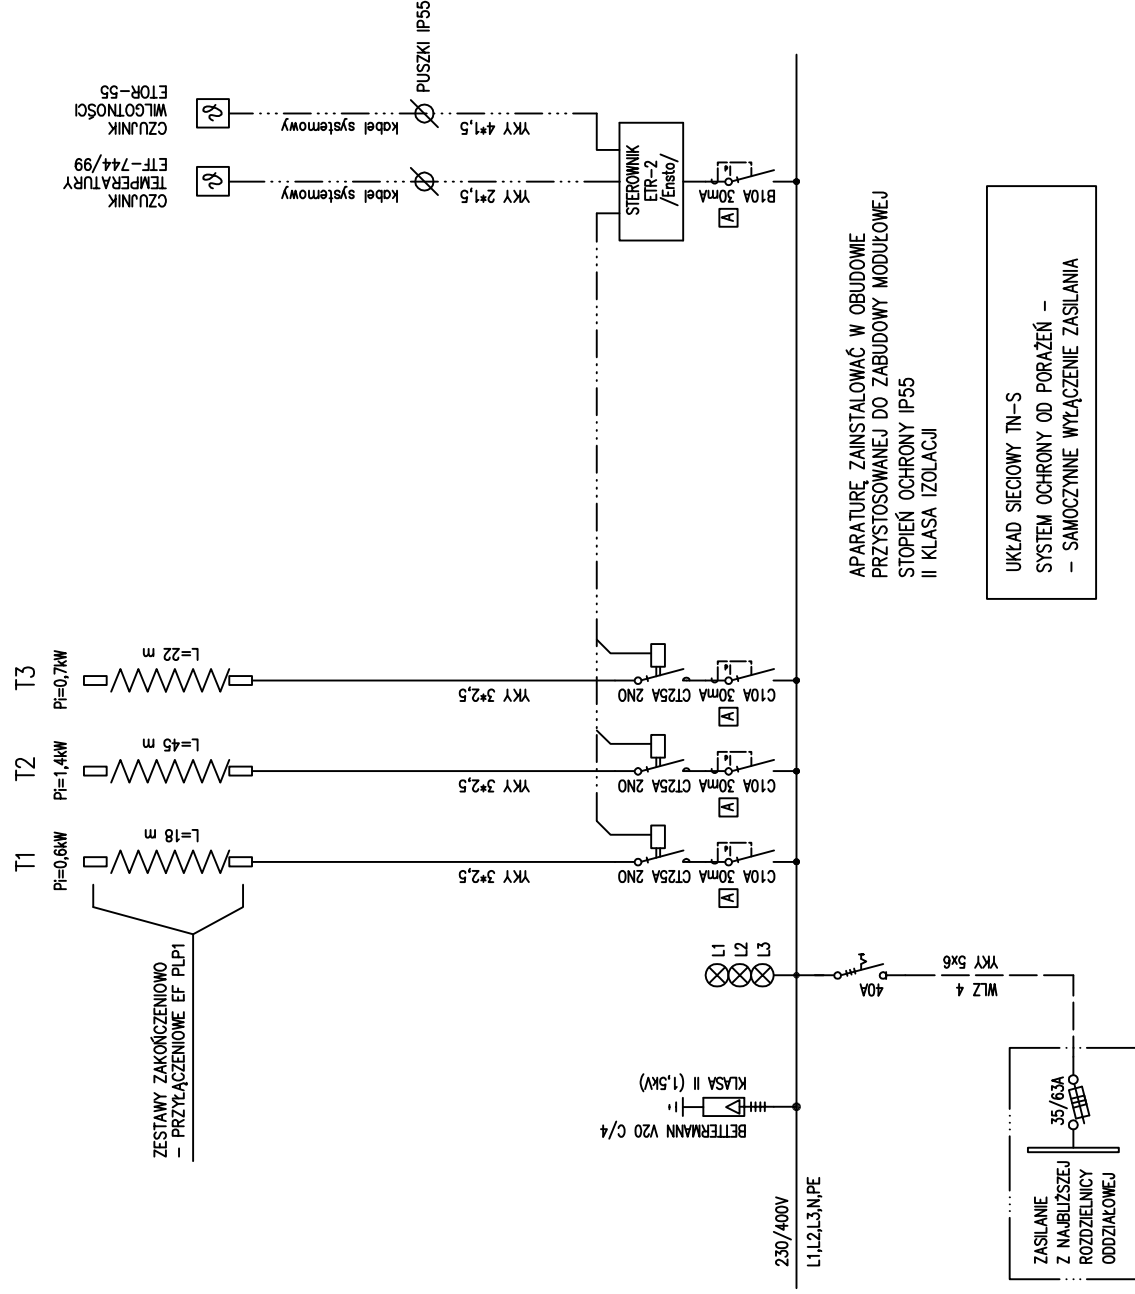 T1
Pi=0,6kW
L=18 m
T2
Pi=1,4kW
L=45 m
T3
Pi=0,7kW
L=22 m
ZESTAWY ZAKOŃCZENIOWO
- PRZYŁĄCZENIOWE EF PLP1
YKY 3*2,5
YKY 3*2,5
YKY 3*2,5
CT25A 2NO
CT25A 2NO
CT25A 2NO
30mA
C10A
A
30mA
C10A
A
30mA
C10A
A
CZUJNIK
TEMPERATURY
ETF-744/99
CZUJNIK
WILGOTNOŚCI
ETOR-55
kabel systemowy
kabel systemowy
PUSZKI IP55
YKY 2*1,5
YKY 4*1,5
STEROWNIK
ETR-2
/Ensto/
30mA
B10A
A
BETTERMANN V20 C/4
KLASA II (1,5kV)
L1
L2
L3
230/400V
L1,L2,L3,N,PE
40A
WLZ 4
YKY 5x6
35/63A
ZASILANIE
Z NAJBLIŻSZEJ
ROZDZIELNICY
ODDZIAŁOWEJ
APARATURĘ ZAINSTALOWAĆ W OBUDOWIE
PRZYSTOSOWANEJ DO ZABUDOWY MODUŁOWEJ
STOPIEŃ OCHRONY IP55
II KLASA IZOLACJI
UKŁAD SIECIOWY TN-S
SYSTEM OCHRONY OD PORAŻEŃ -
- SAMOCZYNNE WYŁĄCZENIE ZASILANIA